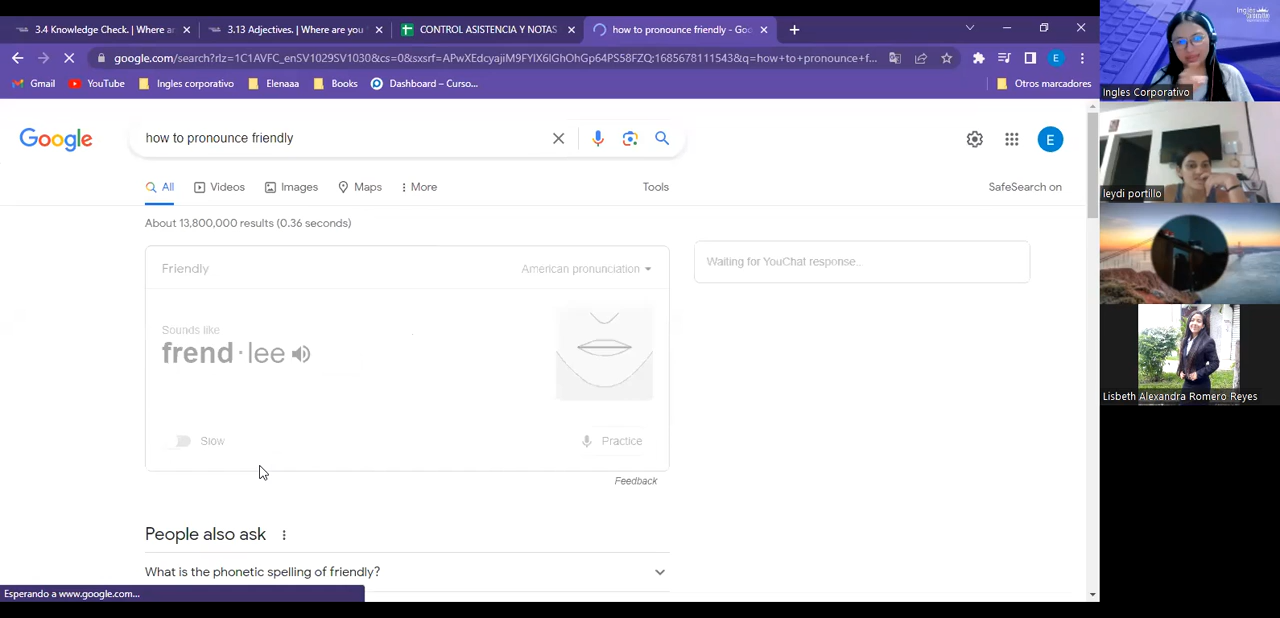 3.4 Knowledge Check. | Where ar
3.13 Adjectives. | Where are you
CONTROL ASISTENCIA Y NOTAS
how to pronounce friendly - Goo
google.com/search?rlz=1C1AVFC_enSV1029SV1030&cs=0&sxsrf=APwXEdcyajiM9FYlX6IGhOhGp64PS58FZQ:1685678111543&q=how+to+pronounce+f...
Gmail
YouTube
Ingles corporativo
Elenaaa
Books
Dashboard – Curso...
Otros marcadores
Google
how to pronounce friendly
E
All
Videos
Images
Maps
More
Tools
SafeSearch on
About 13,800,000 results (0.36 seconds)
Friendly
American pronunciation
Waiting for YouChat response...
Sounds like
frend·lee
Slow
Practice
Feedback
People also ask
What is the phonetic spelling of friendly?
Esperando a www.google.com...
Ingles Corporativo
leydi portillo
Lisbeth Alexandra Romero Reyes